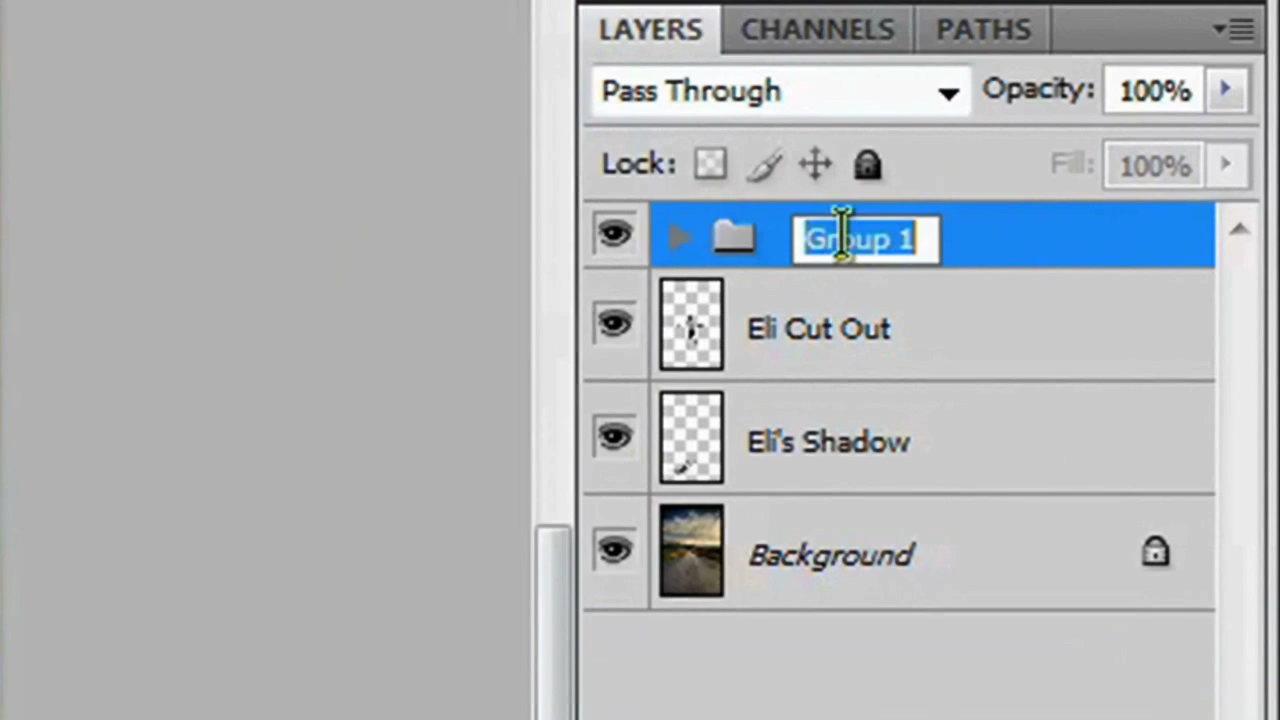 LAYERS CHANNELS PATHS
Pass Through Opacity: 100%
Lock: Fill: 100%
Group 1
Eli Cut Out
Eli's Shadow
Background